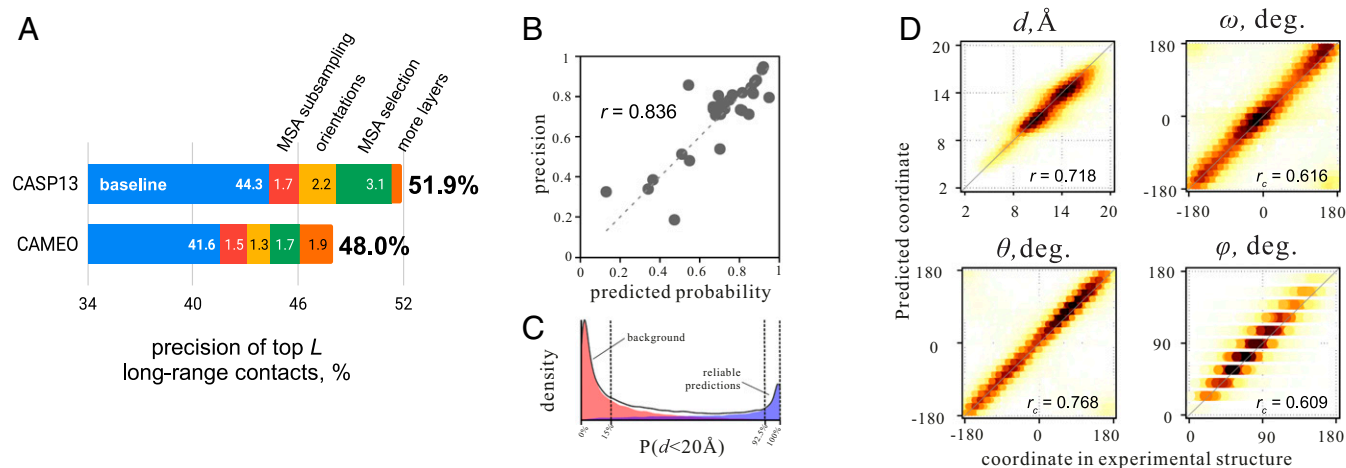 A
MSA subsampling
orientations
MSA selection
more layers
CASP13
baseline
44.3
1.7
2.2
3.1
51.9%
CAMEO
41.6
1.5
1.3
1.7
1.9
48.0%
34
40
46
52
precision of top L
long-range contacts, %
B
precision
1
0.8
0.6
0.4
0.2
0
r = 0.836
0
0.2
0.4
0.6
0.8
1
predicted probability
C
density
background
reliable
predictions
0%
15%
92.5%
100%
P(d<20Å)
D
Predicted coordinate
d, Å
20
14
8
2
r = 0.718
2
8
14
20
ω, deg.
180
0
-180
rc = 0.616
-180
0
180
θ, deg.
180
0
-180
rc = 0.768
-180
0
180
φ, deg.
180
90
0
rc = 0.609
0
90
180
coordinate in experimental structure